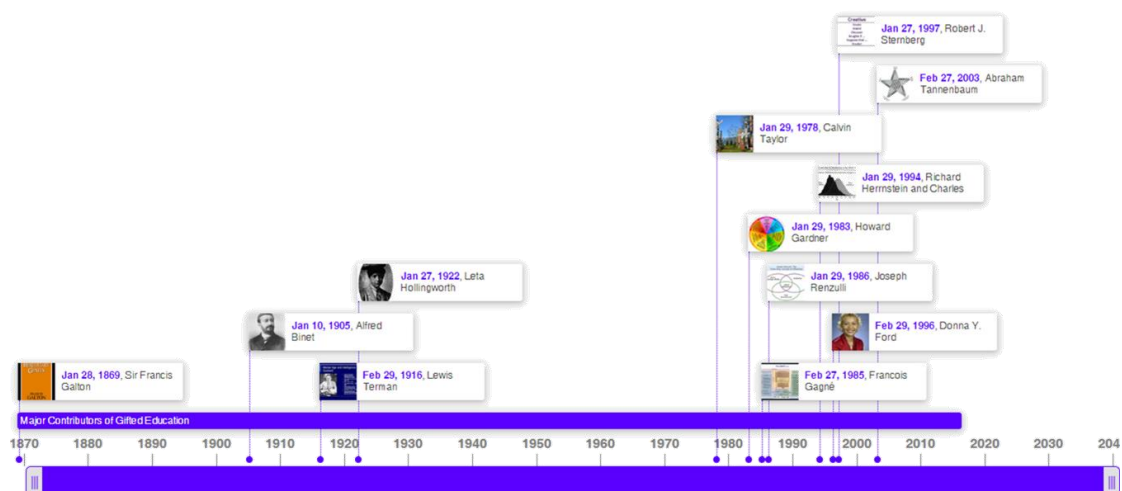 Creative
Jan 27, 1997, Robert J.
Sternberg
Feb 27, 2003, Abraham
Tannenbaum
Jan 29, 1978, Calvin
Taylor
Jan 29, 1994, Richard
Herrnstein and Charles
Jan 29, 1983, Howard
Gardner
Jan 27, 1922, Leta
Hollingworth
Jan 29, 1986, Joseph
Renzulli
Jan 10, 1905, Alfred
Binet
Feb 29, 1996, Donna Y.
Ford
Jan 28, 1869, Sir Francis
Galton
Feb 29, 1916, Lewis
Terman
Feb 27, 1985, Francois
Gagné
Major Contributors of Gifted Education
1870 1880 1890 1900 1910 1920 1930 1940 1950 1960 1970 1980 1990 2000 2010 2020 2030 204